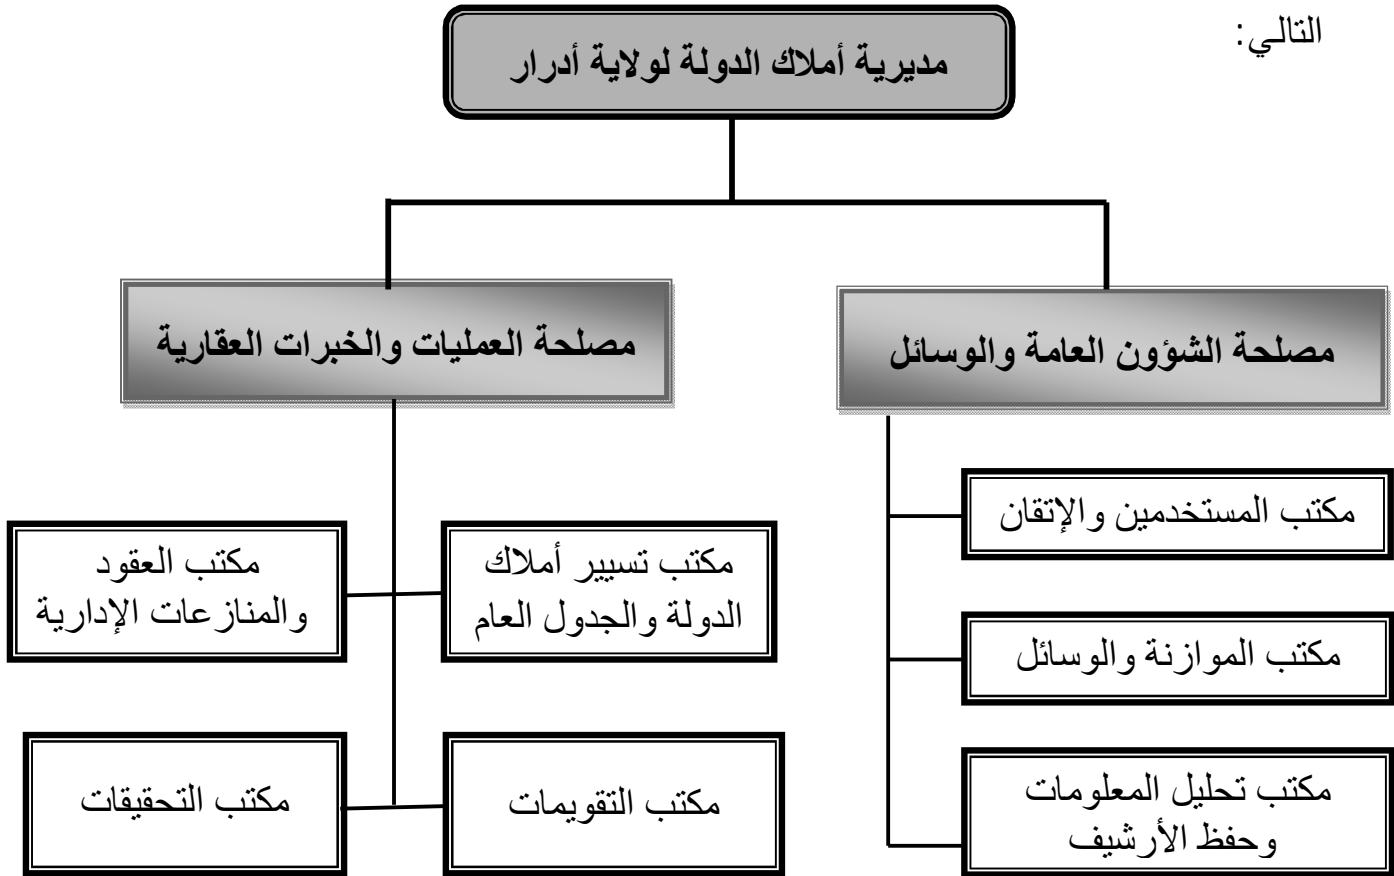 التالي:
مديرية أملاك الدولة لولاية أدرار
مصلحة الشؤون العامة والوسائل
مصلحة العمليات والخبرات العقارية
مكتب المستخدمين والإتقان
مكتب الموازنة والوسائل
مكتب تحليل المعلومات
وحفظ الأرشيف
مكتب تسيير أملاك
الدولة والجدول العام
مكتب العقود
والمنازعات الإدارية
مكتب التقويمات
مكتب التحقيقات